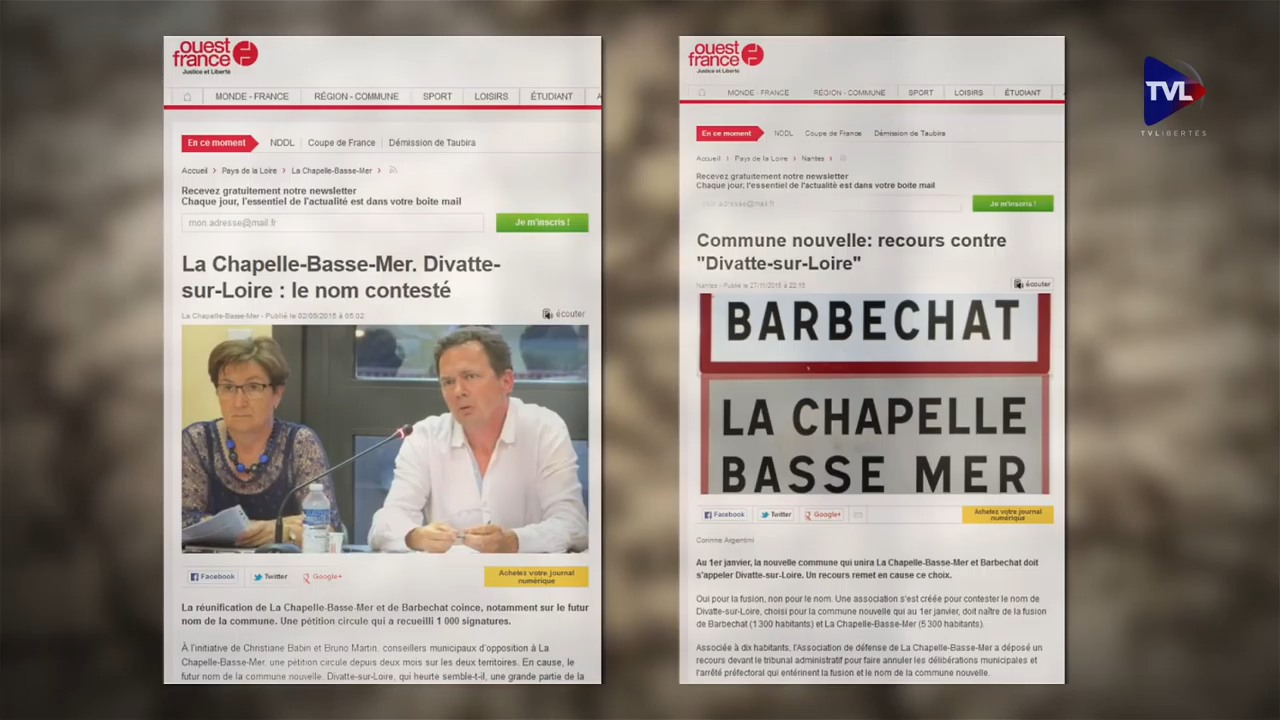 ouest
france
Justice et Liberté
MONDE - FRANCE
RÉGION - COMMUNE
SPORT
LOISIRS
ÉTUDIANT
A
En ce moment
NDDL
Coupe de France
Démission de Taubira
Accueil > Pays de la Loire > La Chapelle-Basse-Mer >
Recevez gratuitement notre newsletter
Chaque jour, l'essentiel de l'actualité est dans votre boite mail
mon.adresse@mail.fr
Je m'inscris !
La Chapelle-Basse-Mer. Divatte-
sur-Loire : le nom contesté
La Chapelle-Basse-Mer - Publié le 02/09/2015 à 05:02
écouter
Facebook
Twitter
Google+
Achetez votre journal
numérique
La réunification de La Chapelle-Basse-Mer et de Barbechat coince, notamment sur le futur
nom de la commune. Une pétition circule qui a recueilli 1 000 signatures.
À l'initiative de Christiane Babin et Bruno Martin, conseillers municipaux d'opposition à La
Chapelle-Basse-Mer, une pétition circule depuis deux mois sur les deux territoires. En cause, le
futur nom de la commune nouvelle. Divatte-sur-Loire, qui heurte semble-t-il, une grande partie de la
ouest
france
Justice et Liberté
MONDE - FRANCE
RÉGION - COMMUNE
SPORT
LOISIRS
ÉTUDIANT
En ce moment
NDDL
Coupe de France
Démission de Taubira
Accueil > Pays de la Loire > Nantes >
Recevez gratuitement notre newsletter
Chaque jour, l'essentiel de l'actualité est dans votre boite mail
mon.adresse@mail.fr
Je m'inscris !
Commune nouvelle: recours contre
"Divatte-sur-Loire"
Nantes - Publié le 27/11/2015 à 22:15
écouter
BARBECHAT
LA CHAPELLE
BASSE MER
Facebook
Twitter
Google+
Achetez votre journal
numérique
Corinne Argentini
Au 1er janvier, la nouvelle commune qui unira La Chapelle-Basse-Mer et Barbechat doit
s'appeler Divatte-sur-Loire. Un recours remet en cause ce choix.
Oui pour la fusion, non pour le nom. Une association s'est créée pour contester le nom de
Divatte-sur-Loire, choisi pour la commune nouvelle qui au 1er janvier, doit naître de la fusion
de Barbechat (1 300 habitants) et La Chapelle-Basse-Mer (5 300 habitants).
Associée à dix habitants, l'Association de défense de La Chapelle-Basse-Mer a déposé un
recours devant le tribunal administratif pour faire annuler les délibérations municipales et
l'arrêté préfectoral qui entérinent la fusion et le nom de la commune nouvelle.
TVL
TVLIBERTÉS